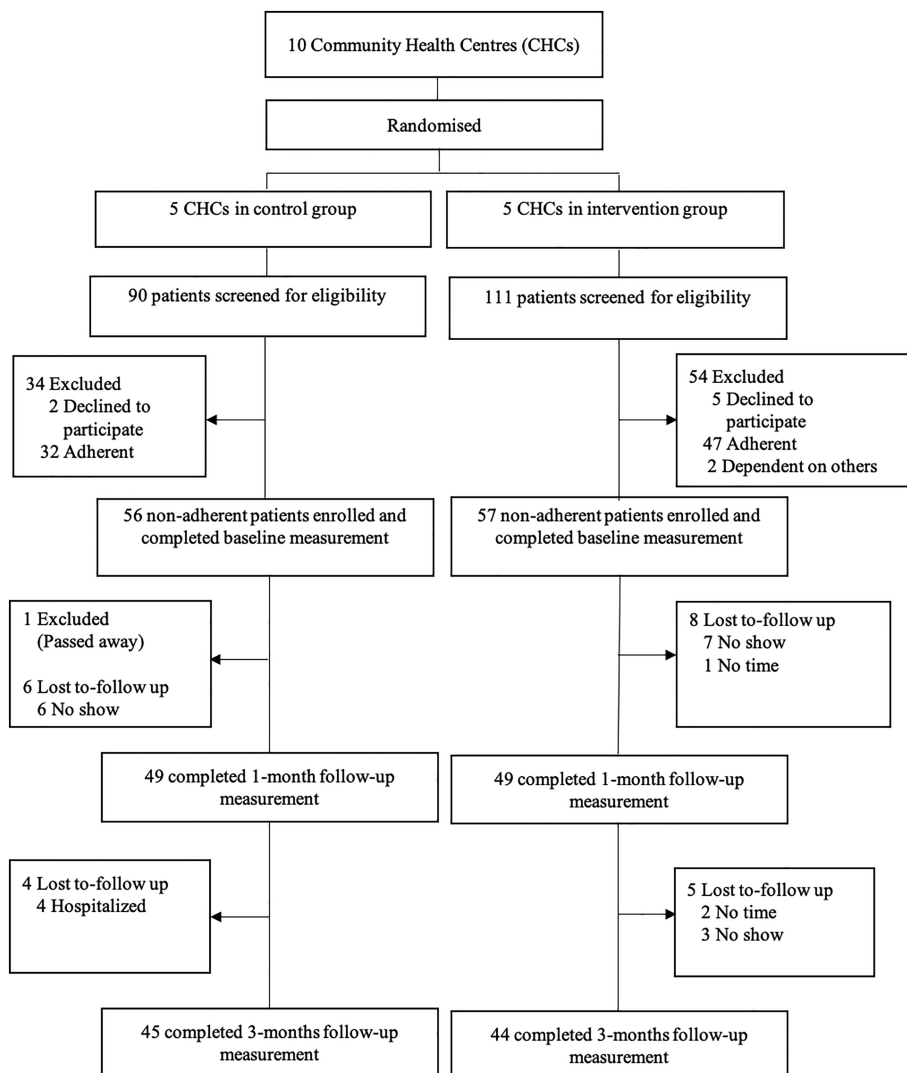 10 Community Health Centres (CHCs)
Randomised
5 CHCs in control group
5 CHCs in intervention group
90 patients screened for eligibility
111 patients screened for eligibility
34 Excluded
2 Declined to
participate
32 Adherent
54 Excluded
5 Declined to
participate
47 Adherent
2 Dependent on others
56 non-adherent patients enrolled and
completed baseline measurement
57 non-adherent patients enrolled and
completed baseline measurement
1 Excluded
(Passed away)
6 Lost to-follow up
6 No show
8 Lost to-follow up
7 No show
1 No time
49 completed 1-month follow-up
measurement
49 completed 1-month follow-up
measurement
4 Lost to-follow up
4 Hospitalized
5 Lost to-follow up
2 No time
3 No show
45 completed 3-months follow-up
measurement
44 completed 3-months follow-up
measurement